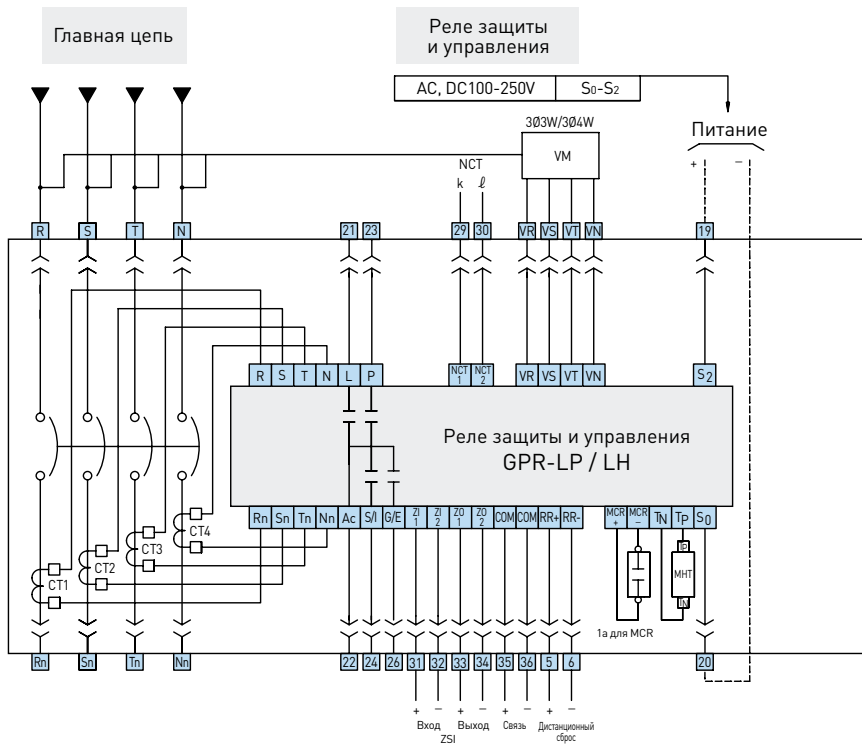 Главная цепь
Реле защиты
и управления
AC, DC100-250V S0-S2
3Ø3W/3Ø4W
VM
Питание
+ −
NCT
k ℓ
R S T N 21 23 29 30 VR VS VT VN 19
R S T N L P NCT 1 NCT 2 VR VS VT VN S2
Реле защиты и управления
GPR-LP / LH
Rn Sn Tn Nn Ac S/I G/E ZI 1 ZI 2 ZO 1 ZO 2 COM COM RR+ RR- MCR + MCR − TN TP S0
CT4
CT3
CT2
CT1
TP
МНТ
TN
1a для MCR
Rn Sn Tn Nn 22 24 26 31 32 33 34 35 36 5 6 20
+ − + − + − + −
Вход Выход Связь Дистанционный
сброс
ZSI